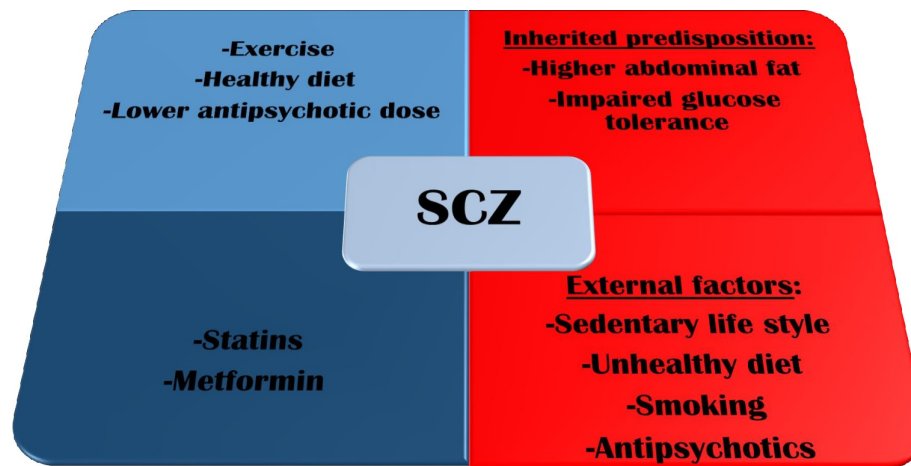 -Exercise
-Healthy diet
-Lower antipsychotic dose
Inherited predisposition:
-Higher abdominal fat
-Impaired glucose
tolerance
SCZ
-Statins
-Metformin
External factors:
-Sedentary life style
-Unhealthy diet
-Smoking
-Antipsychotics